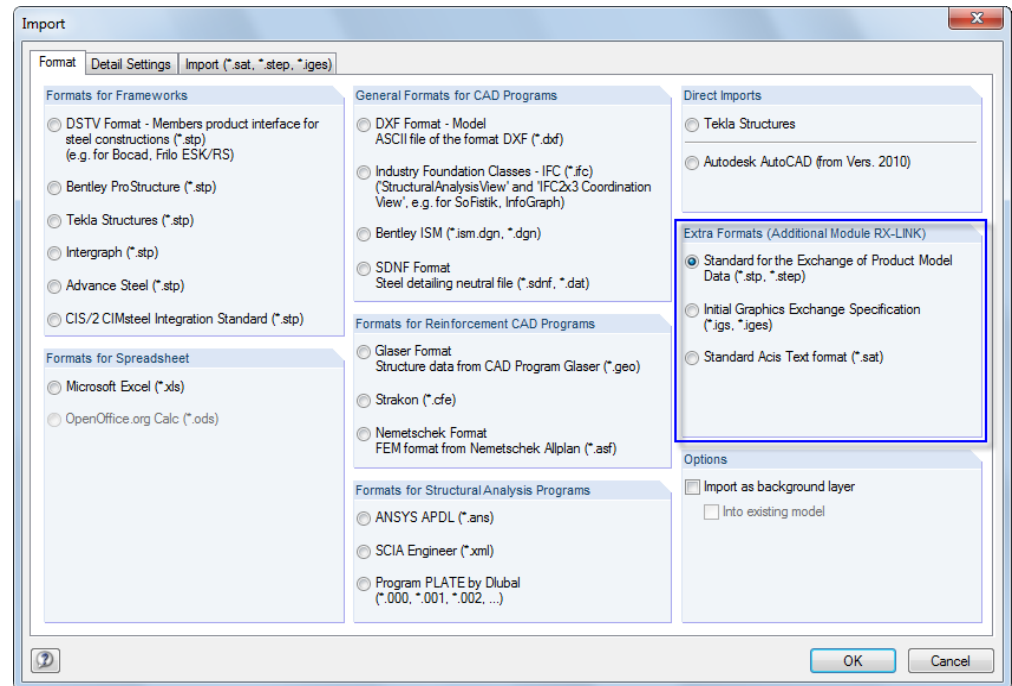 Import
Format
Detail Settings
Import (*.sat, *.step, *.iges)
Formats for Frameworks
DSTV Format - Members product interface for
steel constructions (*.stp)
(e.g. for Bocad, Frilo ESK/RS)
Bentley ProStructure (*.stp)
Tekla Structures (*.stp)
Intergraph (*.stp)
Advance Steel (*.stp)
CIS/2 CIMsteel Integration Standard (*.stp)
Formats for Spreadsheet
Microsoft Excel (*.xls)
OpenOffice.org Calc (*.ods)
General Formats for CAD Programs
DXF Format - Model
ASCII file of the format DXF (*.dxf)
Industry Foundation Classes - IFC (*.ifc)
('StructuralAnalysisView' and 'IFC2x3 Coordination
View', e.g. for SoFistik, InfoGraph)
Bentley ISM (*.ism.dgn, *.dgn)
SDNF Format
Steel detailing neutral file (*.sdnf, *.dat)
Formats for Reinforcement CAD Programs
Glaser Format
Structure data from CAD Program Glaser (*.geo)
Strakon (*.cfe)
Nemetschek Format
FEM format from Nemetschek Allplan (*.asf)
Formats for Structural Analysis Programs
ANSYS APDL (*.ans)
SCIA Engineer (*.xml)
Program PLATE by Dlubal
(*.000, *.001, *.002, ...)
Direct Imports
Tekla Structures
Autodesk AutoCAD (from Vers. 2010)
Extra Formats (Additional Module RX-LINK)
Standard for the Exchange of Product Model
Data (*.stp, *.step)
Initial Graphics Exchange Specification
(*.igs, *.iges)
Standard Acis Text format (*.sat)
Options
Import as background layer
Into existing model
OK
Cancel